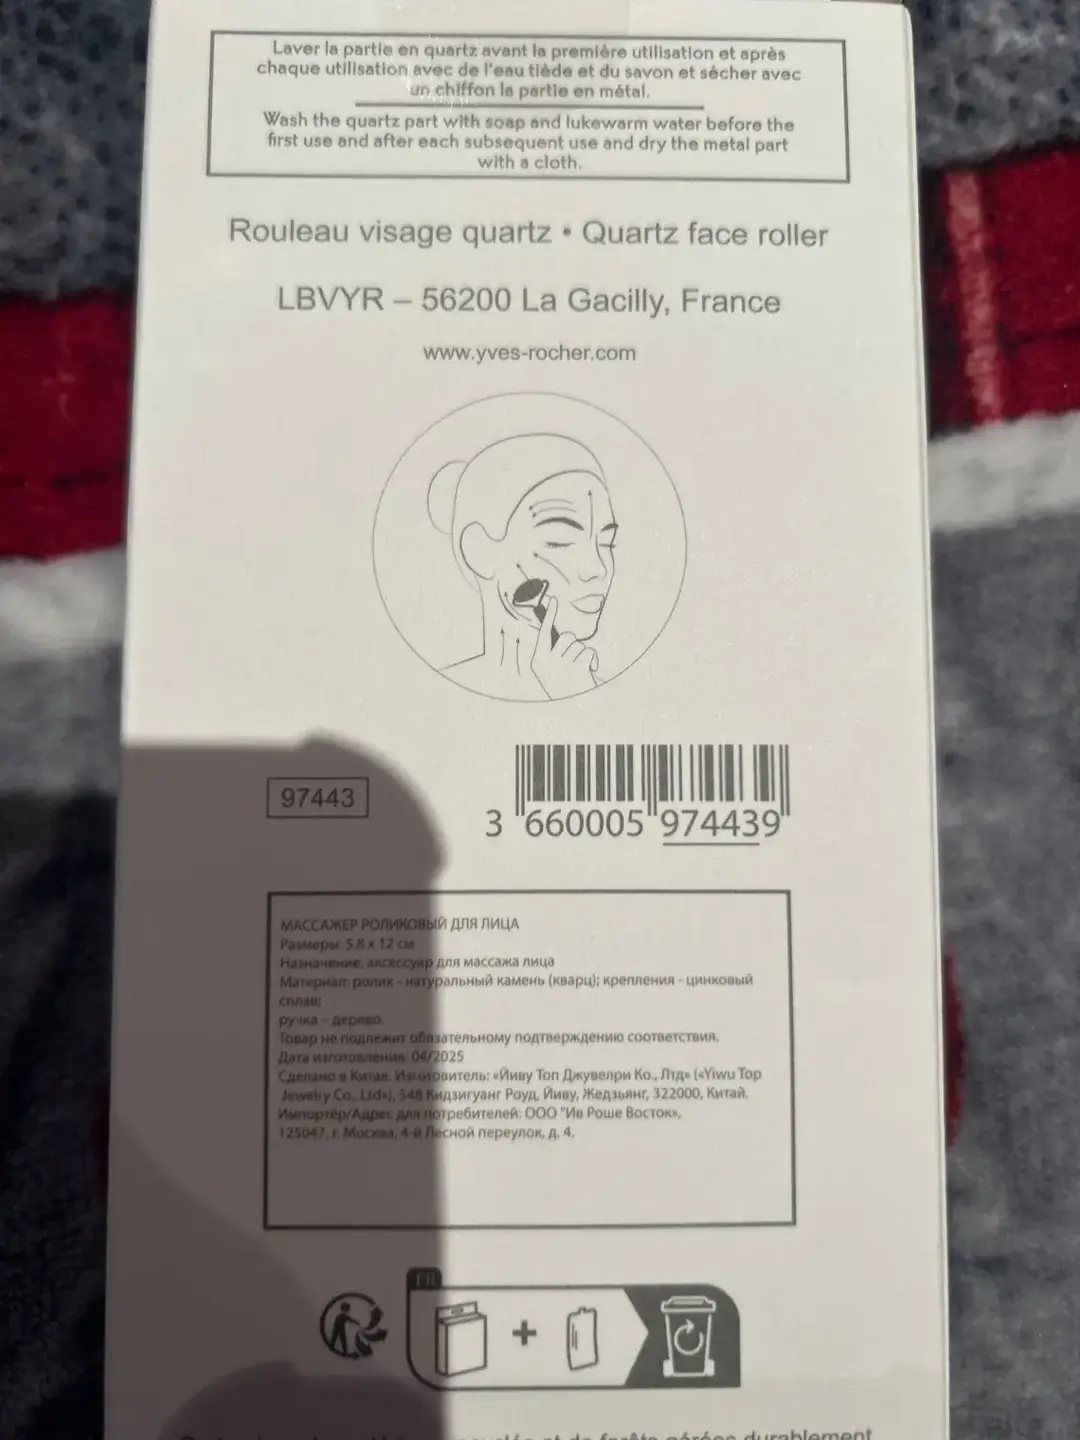 Laver la partie en quartz avant la première utilisation et après
chaque utilisation avec de l'eau tiède et du savon et sécher avec
un chiffon la partie en métal.
Wash the quartz part with soap and lukewarm water before the
first use and after each subsequent use and dry the metal part
with a cloth.
Rouleau visage quartz • Quartz face roller
LBVYR – 56200 La Gacilly, France
www.yves-rocher.com
97443
3 660005 974439
МАССАЖЕР РОЛИКОВЫЙ ДЛЯ ЛИЦА
Размеры: 5.8 x 12 см
Назначение: аксессуар для массажа лица
Материал: ролик - натуральный камень (кварц); крепления - цинковый
сплав;
ручка – дерево.
Товар не подлежит обязательному подтверждению соответствия.
Дата изготовления: 04/2025
Сделано в Китае. Изготовитель: «Йиву Топ Джувелри Ко., Лтд» («Yiwu Top
Jewelry Co., Ltd»), 548 Кидзигуанг Роуд, Йиву, Жедзьянг, 322000, Китай.
Импортёр/Адрес для потребителей: ООО "Ив Роше Восток»,
125047, г. Москва, 4-й Лесной переулок, д. 4.
FR
et de forêts gérées durablement